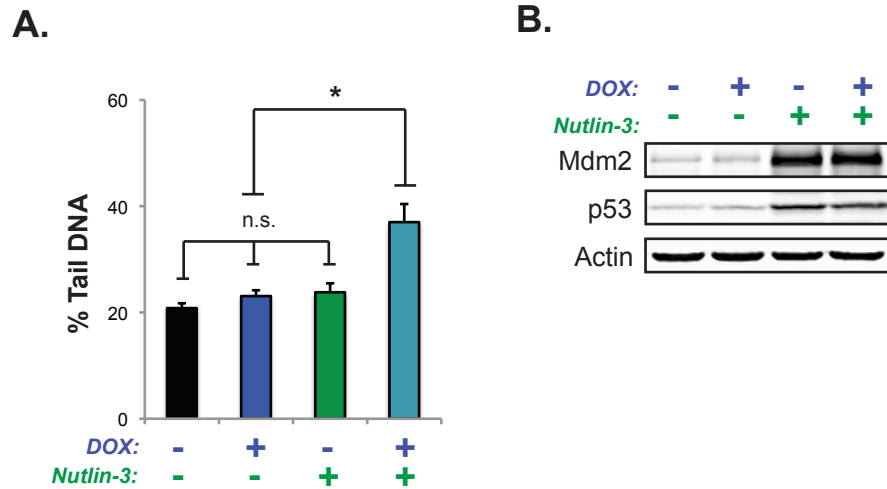 A.
60
40
20
0
% Tail DNA
*
n.s.
DOX: - + - +
Nutlin-3: - - + +
B.
DOX: - + - +
Nutlin-3: - - + +
Mdm2
p53
Actin